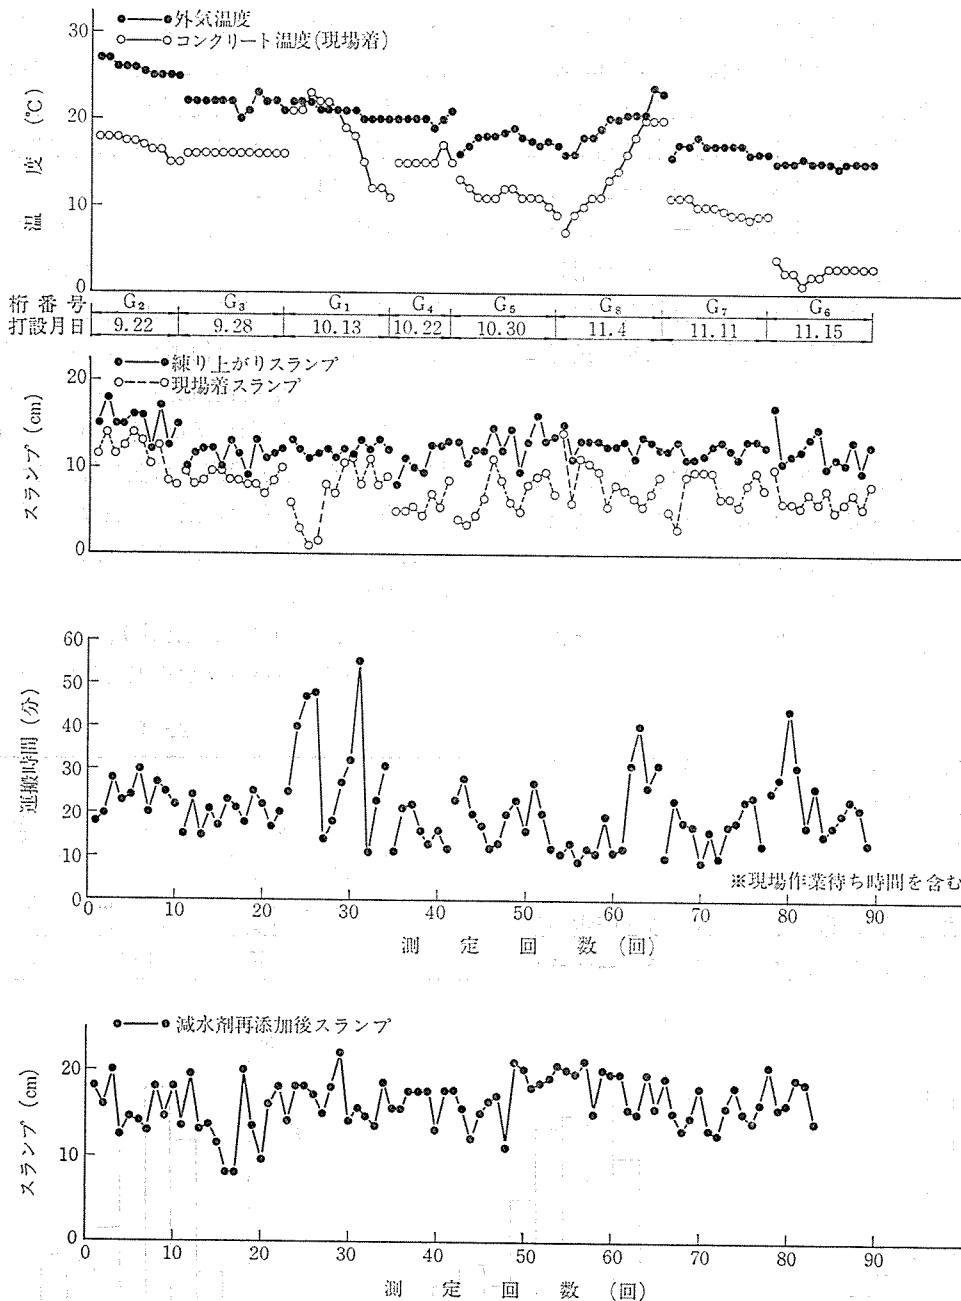 外気温度
コンクリート温度(現場着)
温度 (℃)
30
20
10
0
桁番号 G₂ G₃ G₁ G₄ G₅ G₈ G₇ G₆
打設月日 9.22 9.28 10.13 10.22 10.30 11.4 11.11 11.15
練り上がりスランプ
現場着スランプ
スランプ(cm)
20
10
0
運搬時間(分)
60
50
40
30
20
10
0
※現場作業待ち時間を含む
0 10 20 30 40 50 60 70 80 90
測定回数(回)
減水剤再添加後スランプ
スランプ(cm)
20
10
0
0 10 20 30 40 50 60 70 80 90
測定回数(回)